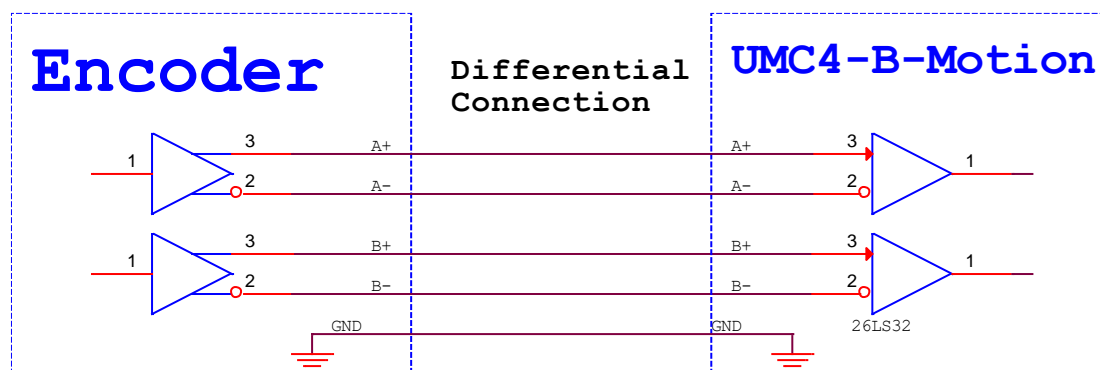 Encoder
Differential
Connection
UMC4-B-Motion
1
3
A+
A+
3
1
2
A-
A-
2
1
3
B+
B+
3
1
2
B-
B-
2
GND
GND
26LS32